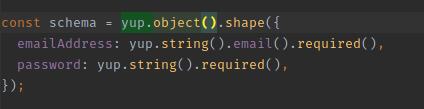 const schema = yup.object().shape({
  emailAddress: yup.string().email().required(),
  password: yup.string().required(),
});